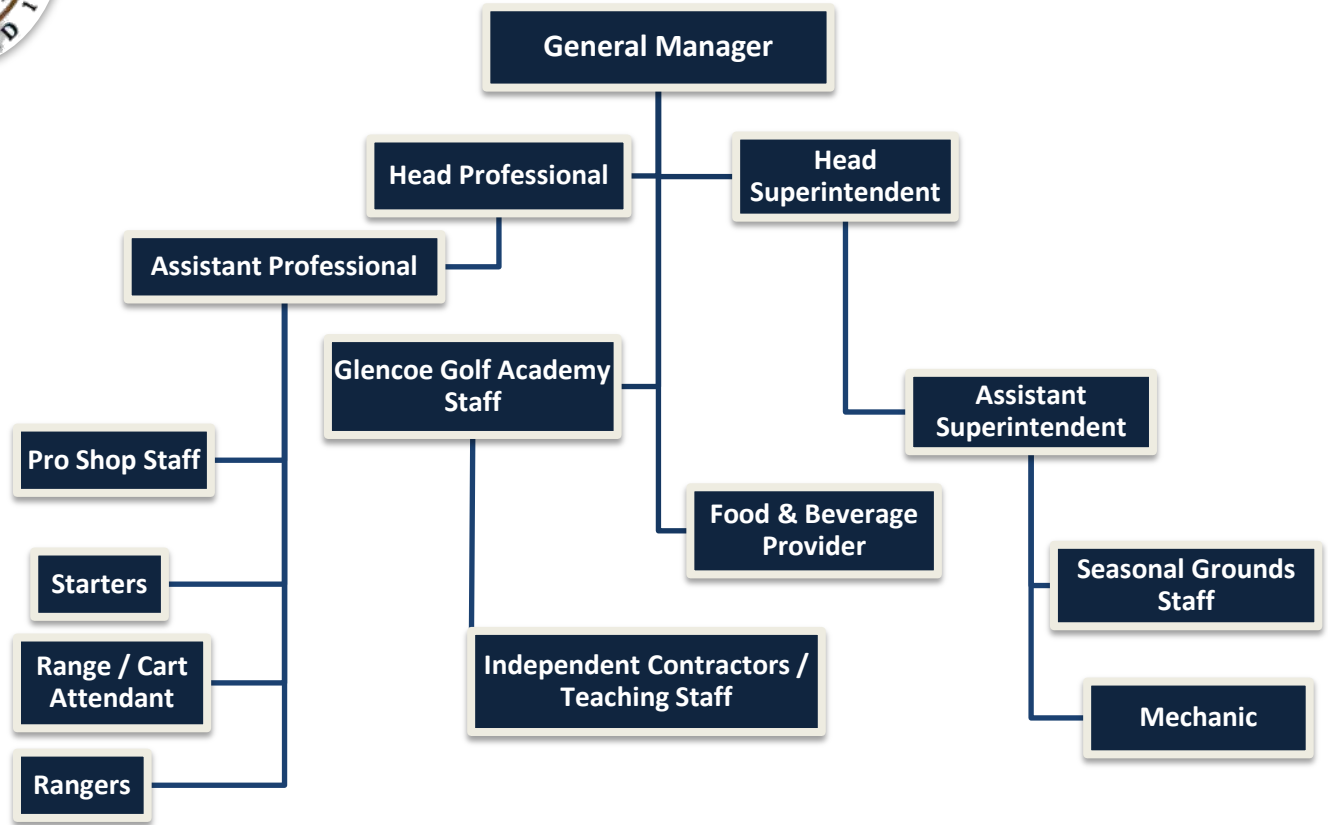 General Manager
Head Professional
Head
Superintendent
Assistant Professional
Glencoe Golf Academy
Staff
Assistant
Superintendent
Pro Shop Staff
Food & Beverage
Provider
Starters
Seasonal Grounds
Staff
Range / Cart
Attendant
Independent Contractors /
Teaching Staff
Mechanic
Rangers